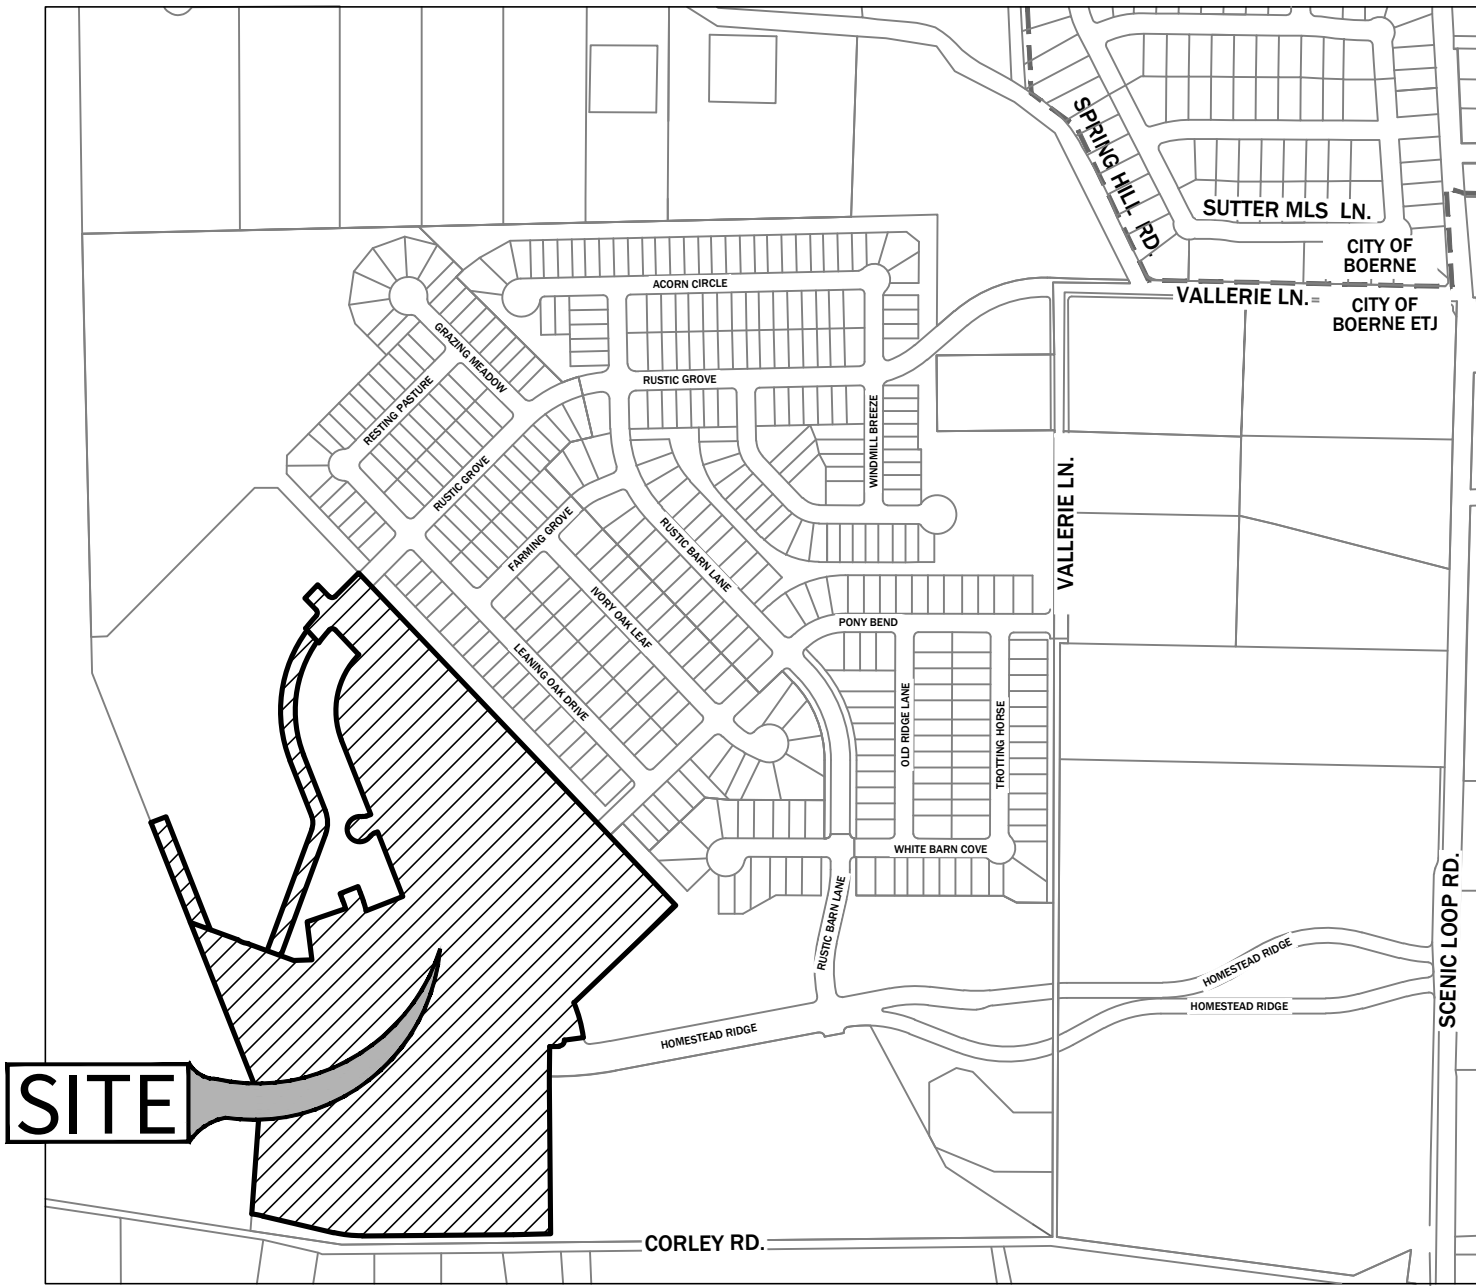 SPRING HILL RD.
SUTTER MLS LN.
CITY OF
BOERNE
VALLERIE LN.
CITY OF
BOERNE ETJ
ACORN CIRCLE
GRAZING MEADOW
RESTING PASTURE
RUSTIC GROVE
WINDMILL BREEZE
RUSTIC GROVE
VALLERIE LN.
FARMING GROVE
RUSTIC BARN LANE
IVORY OAK LEAF
PONY BEND
LEANING OAK DRIVE
OLD RIDGE LANE
TROTTING HORSE
WHITE BARN COVE
RUSTIC BARN LANE
SCENIC LOOP RD.
HOMESTEAD RIDGE
HOMESTEAD RIDGE
HOMESTEAD RIDGE
SITE
CORLEY RD.